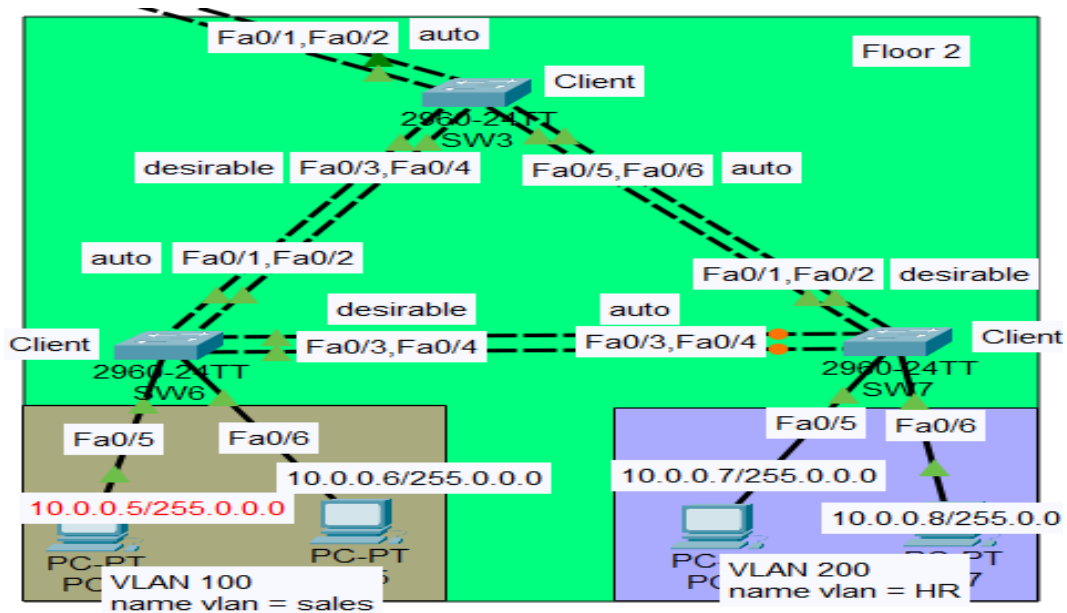 Fa0/1,Fa0/2 auto
Floor 2
Client
2960-24TT
SW3
desirable Fa0/3,Fa0/4
Fa0/5,Fa0/6 auto
auto Fa0/1,Fa0/2
Fa0/1,Fa0/2 desirable
desirable auto
Client Fa0/3,Fa0/4 Fa0/3,Fa0/4 Client
2960-24TT 2960-24TT
SW6 SW7
Fa0/5 Fa0/6
Fa0/5 Fa0/6
10.0.0.6/255.0.0.0 10.0.0.7/255.0.0.0
10.0.0.5/255.0.0.0 10.0.0.8/255.0.0
PC-PT PC-PT
VLAN 100
name vlan = sales
VLAN 200
name vlan = HR